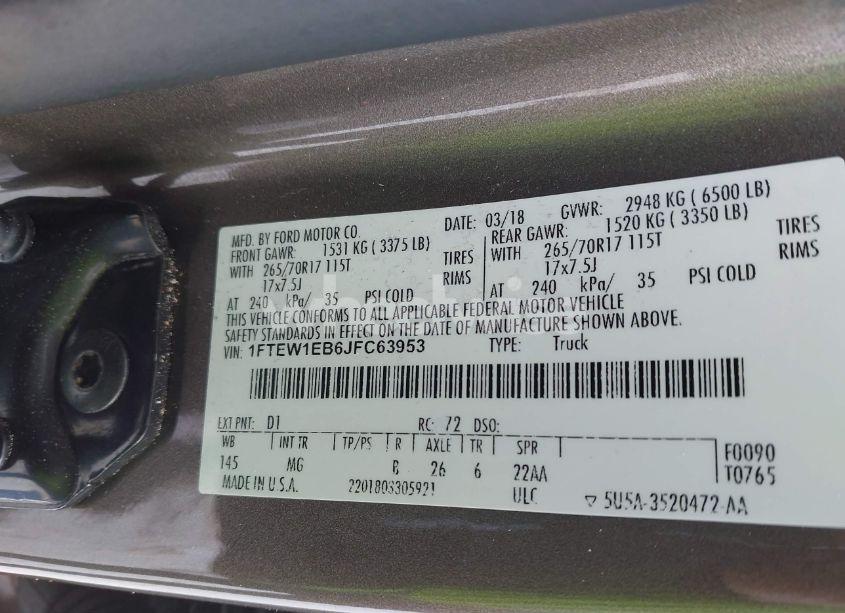 MFD. BY FORD MOTOR CO. DATE: 03/18 GVWR: 2948 KG ( 6500 LB)
FRONT GAWR: 1531 KG ( 3375 LB) REAR GAWR: 1520 KG ( 3350 LB)
WITH 265/70R17 115T TIRES WITH 265/70R17 115T TIRES
17x7.5J RIMS 17x7.5J RIMS
AT 240 kPa/ 35 PSI COLD AT 240 kPa/ 35 PSI COLD
THIS VEHICLE CONFORMS TO ALL APPLICABLE FEDERAL MOTOR VEHICLE
SAFETY STANDARDS IN EFFECT ON THE DATE OF MANUFACTURE SHOWN ABOVE.
VIN: 1FTEW1EB6JFC63953 TYPE: Truck
EXT PNT: D1 RC: 72 DSO:
WB INT TR TP/PS R AXLE TR SPR F0090
145 MG 26 6 22AA T0765
MADE IN U.S.A. ULC 5U5A-3520472-AA